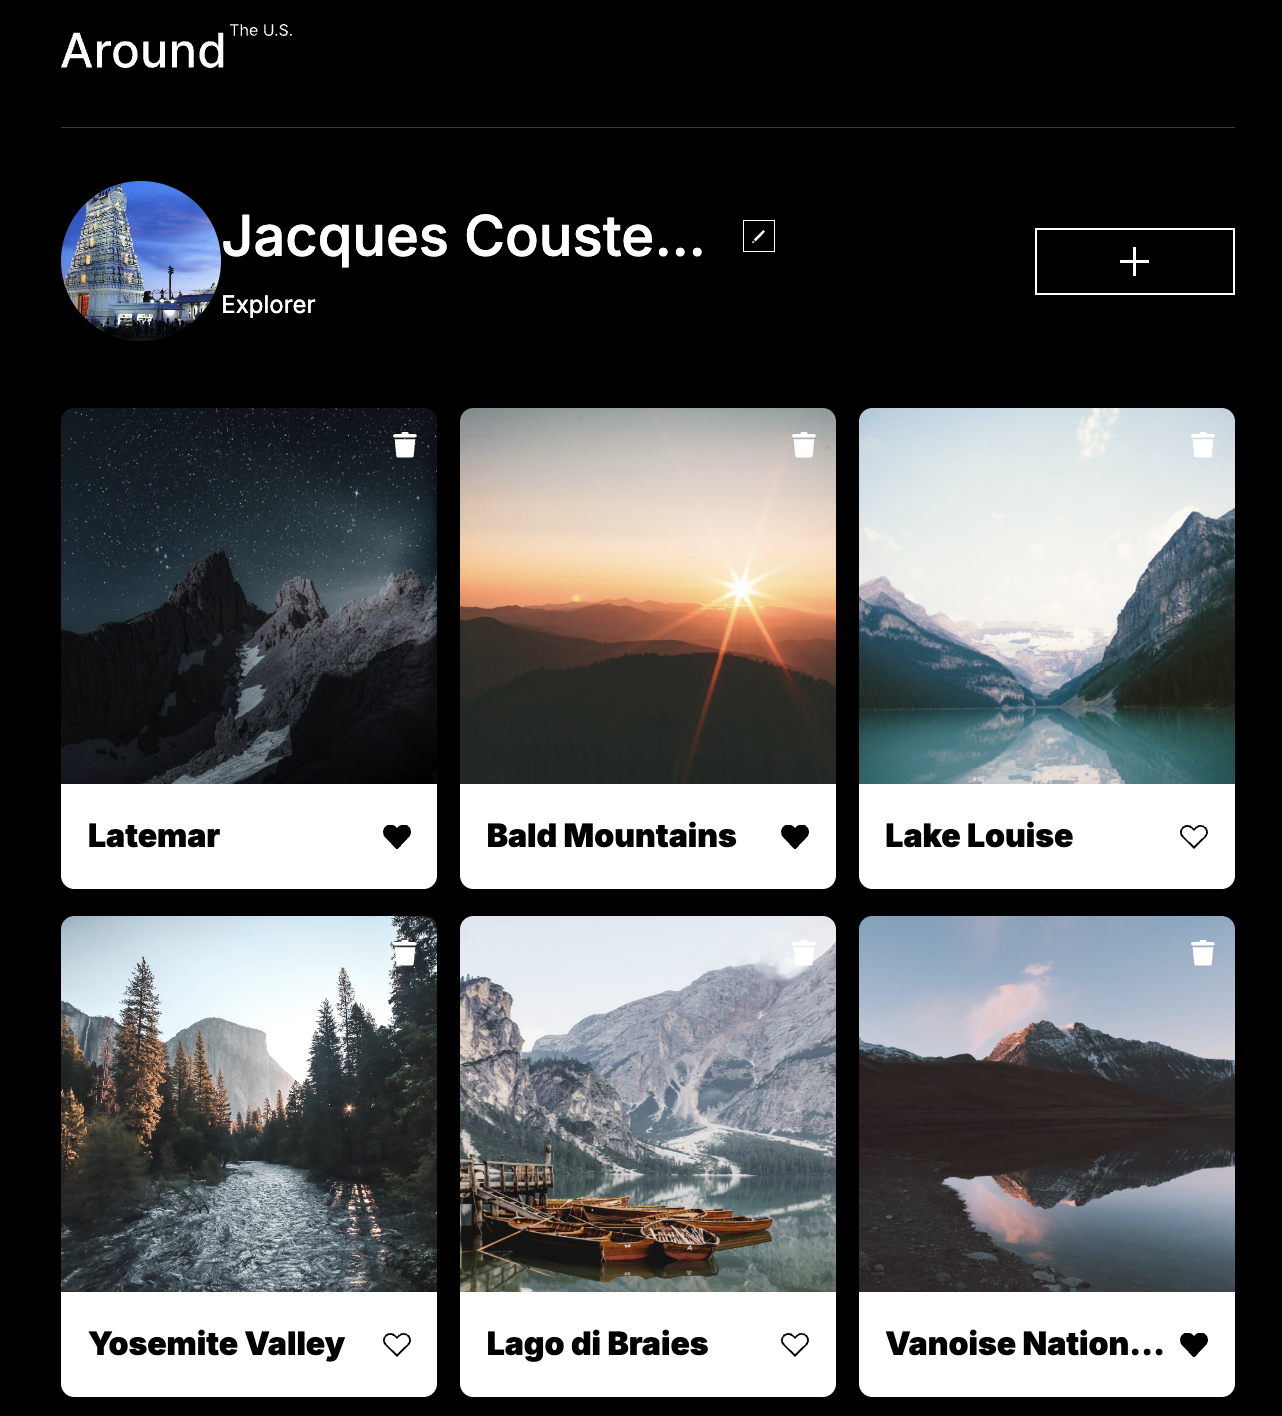 Around The U.S.
Jacques Couste...
Explorer
Latemar
Bald Mountains
Lake Louise
Yosemite Valley
Lago di Braies
Vanoise Nation...